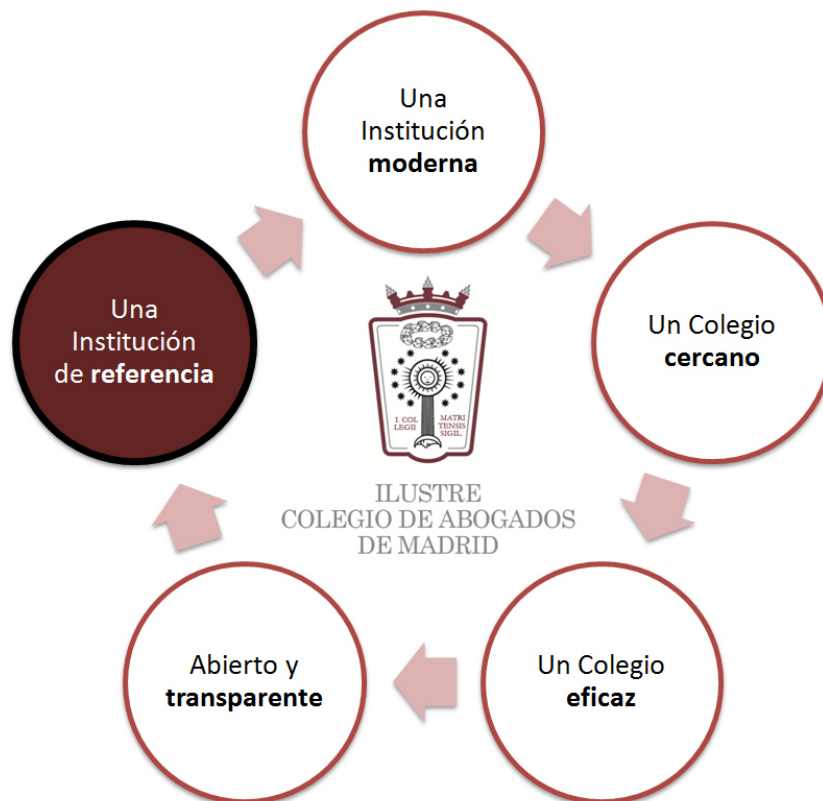 Una
Institución
moderna
Un Colegio
cercano
Un Colegio
eficaz
Abierto y
transparente
Una
Institución
de referencia
I. COL
LEGII
MATRI
TENSIS
SIGIL.
ILUSTRE
COLEGIO DE ABOGADOS
DE MADRID